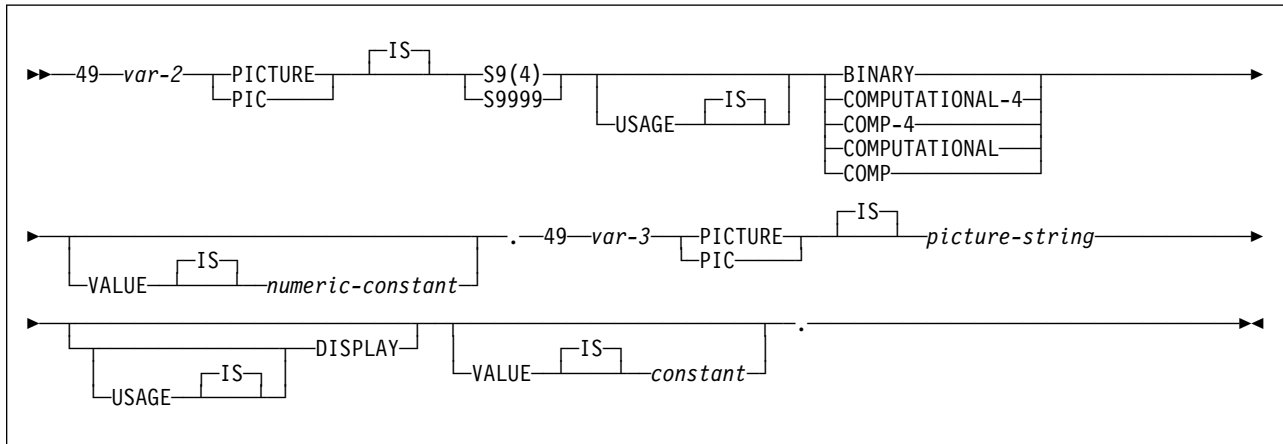 IS IS
49 var-2 PICTURE S9(4) BINARY
PIC S9999 IS COMPUTATIONAL-4
USAGE COMP-4
COMPUTATIONAL
COMP
IS
. 49 var-3 PICTURE picture-string
IS PIC
VALUE numeric-constant
.
DISPLAY IS
IS VALUE constant
USAGE